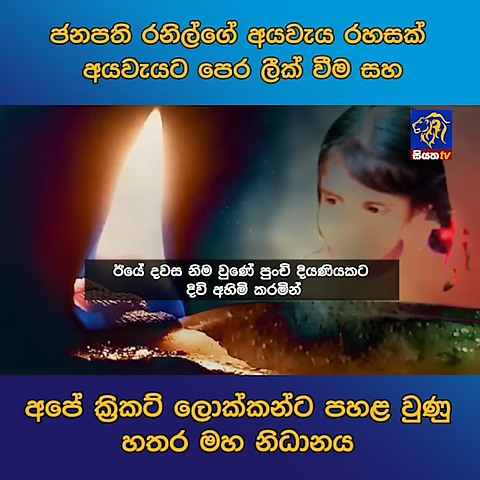 ජනපති රනිල්ගේ අයවැය රහසක්
අයවැයට පෙර ලීක් වීම සහ
සියත tv
ඊයේ දවස නිම වුණේ පුංචි දියණියකට
දිවි අහිමි කරමින්
අපේ ක්‍රිකට් ලොක්කන්ට පහළ වුණු
හතර මහ නිධානය